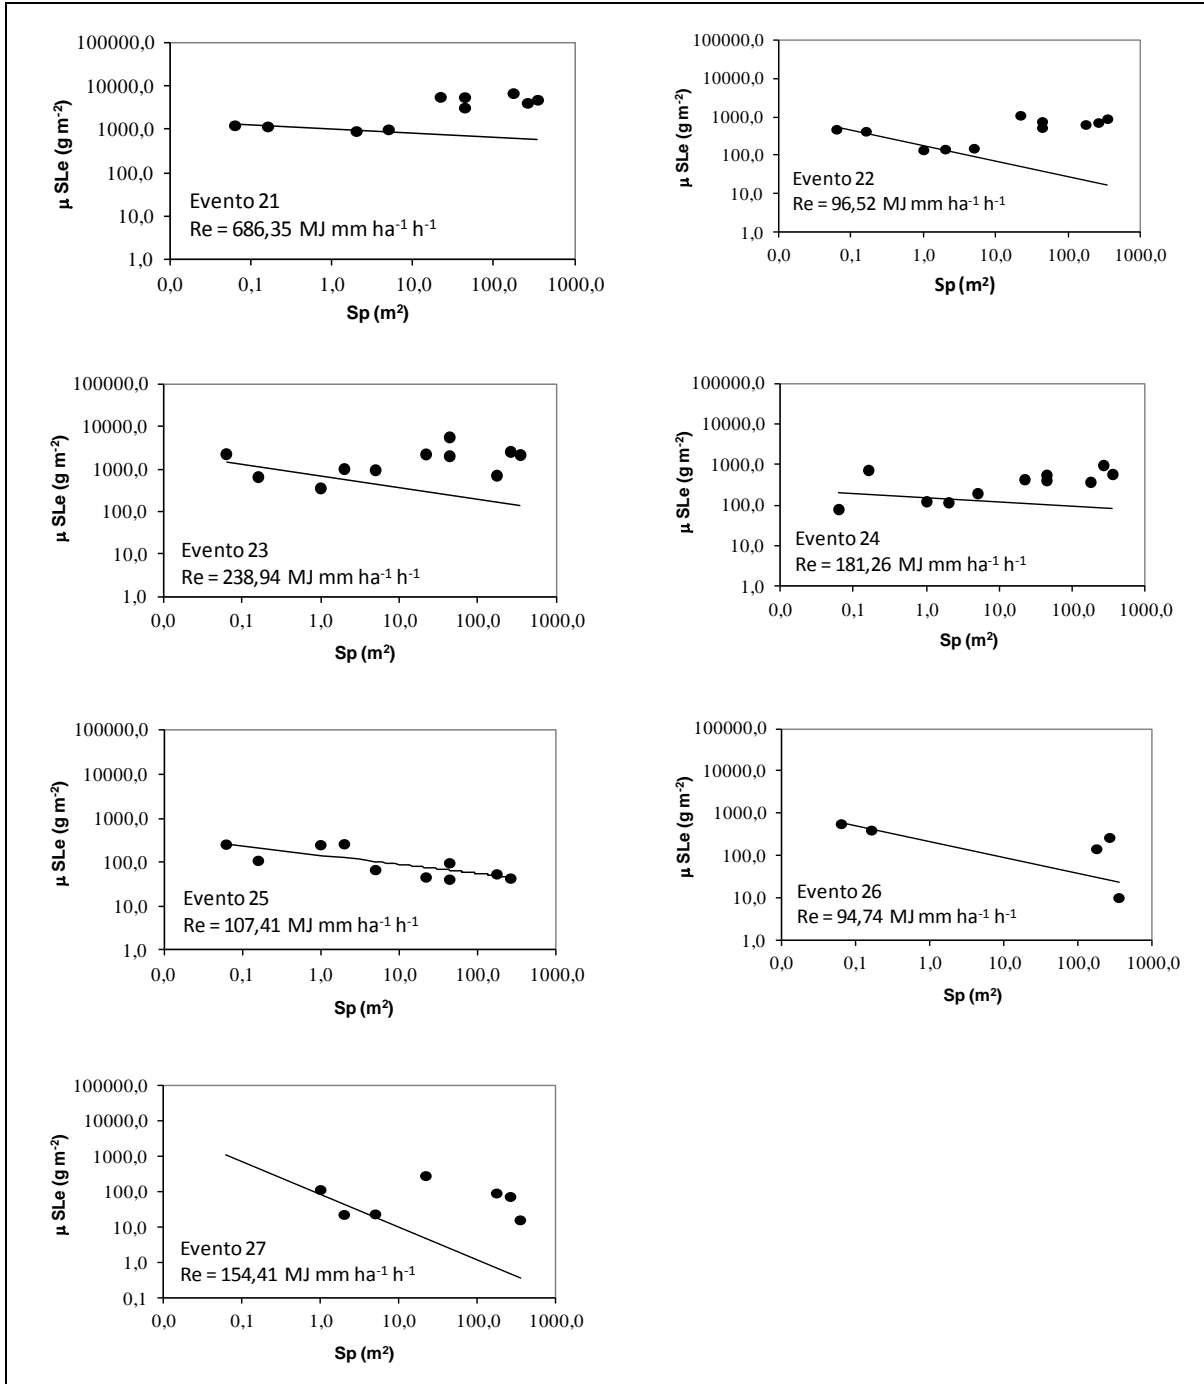 100000,0
10000,0
1000,0
100,0
10,0
1,0
μ SLe (g m-2)
Evento 21
Re = 686,35 MJ mm ha-1 h-1
0,0 0,1 1,0 10,0 100,0 1000,0
Sp (m2)
100000,0
10000,0
1000,0
100,0
10,0
1,0
μ SLe (g m-2)
Evento 22
Re = 96,52 MJ mm ha-1 h-1
0,0 0,1 1,0 10,0 100,0 1000,0
Sp (m2)
100000,0
10000,0
1000,0
100,0
10,0
1,0
μ SLe (g m-2)
Evento 23
Re = 238,94 MJ mm ha-1 h-1
0,0 0,1 1,0 10,0 100,0 1000,0
Sp (m2)
100000,0
10000,0
1000,0
100,0
10,0
1,0
μ SLe (g m-2)
Evento 24
Re = 181,26 MJ mm ha-1 h-1
0,0 0,1 1,0 10,0 100,0 1000,0
Sp (m2)
100000,0
10000,0
1000,0
100,0
10,0
1,0
μ SLe (g m-2)
Evento 25
Re = 107,41 MJ mm ha-1 h-1
0,0 0,1 1,0 10,0 100,0 1000,0
Sp (m2)
100000,0
10000,0
1000,0
100,0
10,0
1,0
μ SLe (g m-2)
Evento 26
Re = 94,74 MJ mm ha-1 h-1
0,0 0,1 1,0 10,0 100,0 1000,0
Sp (m2)
100000,0
10000,0
1000,0
100,0
10,0
1,0
0,1
μ SLe (g m-2)
Evento 27
Re = 154,41 MJ mm ha-1 h-1
0,0 0,1 1,0 10,0 100,0 1000,0
Sp (m2)